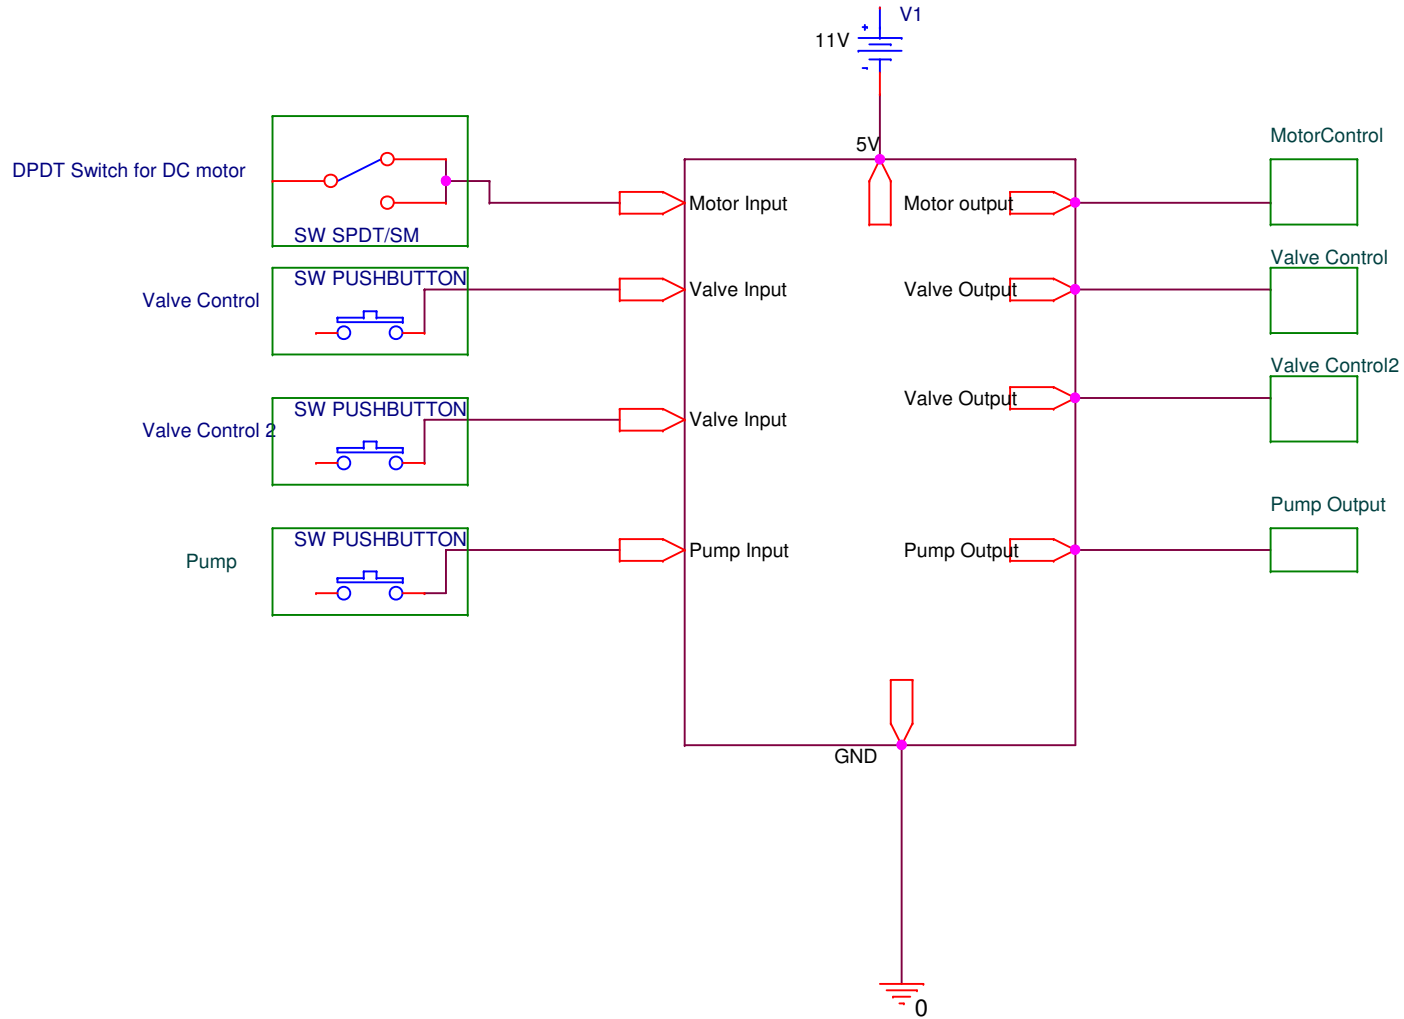 V1
11V
5V
DPDT Switch for DC motor
SW SPDT/SM
Valve Control
SW PUSHBUTTON
Valve Control 2
SW PUSHBUTTON
Pump
SW PUSHBUTTON
Motor Input
Valve Input
Valve Input
Pump Input
Motor output
Valve Output
Valve Output
Pump Output
GND
0
MotorControl
Valve Control
Valve Control2
Pump Output